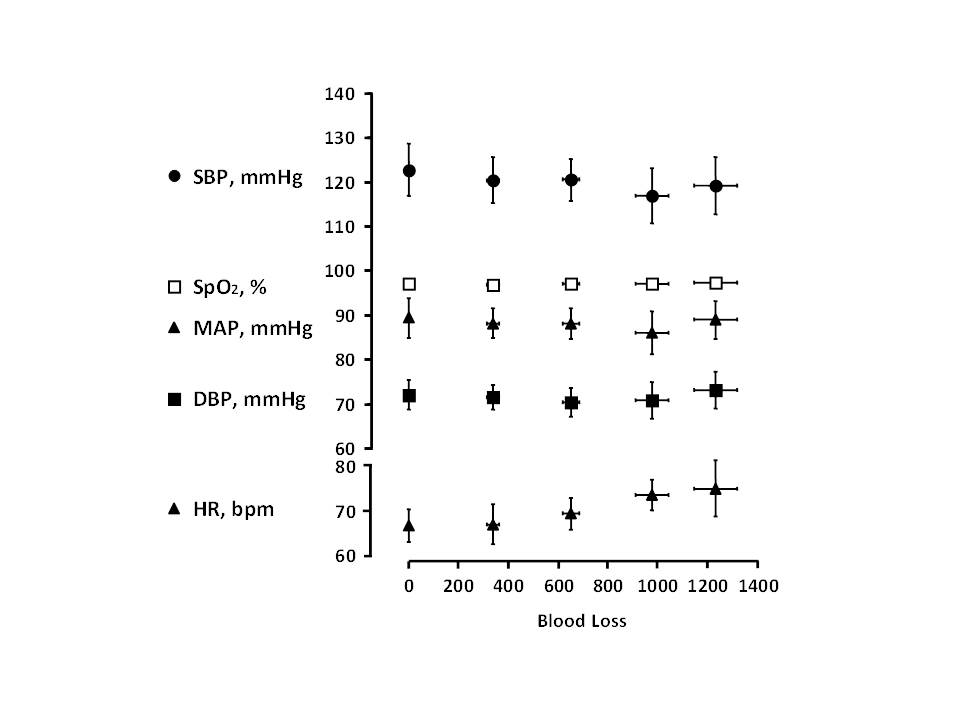 140
130
SBP, mmHg
120
110
100
SpO₂, %
90
MAP, mmHg
80
DBP, mmHg
70
60
80
HR, bpm
70
60
0 200 400 600 800 1000 1200 1400
Blood Loss